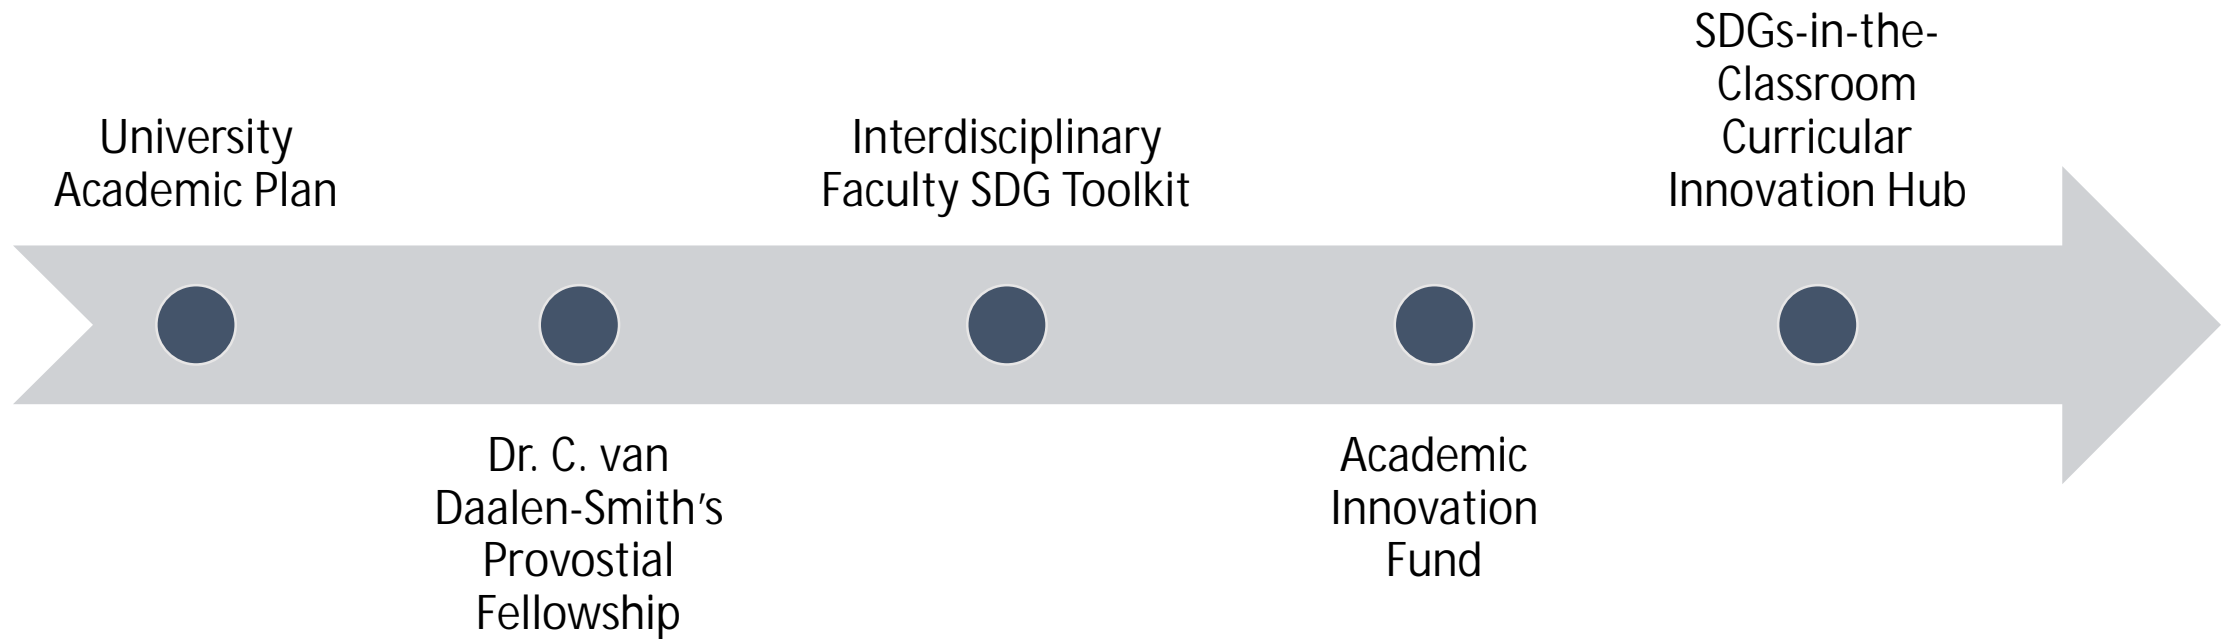 University
Academic Plan
Dr. C. van
Daalen-Smith’s
Provostial
Fellowship
Interdisciplinary
Faculty SDG Toolkit
Academic
Innovation
Fund
SDGs-in-the-
Classroom
Curricular
Innovation Hub